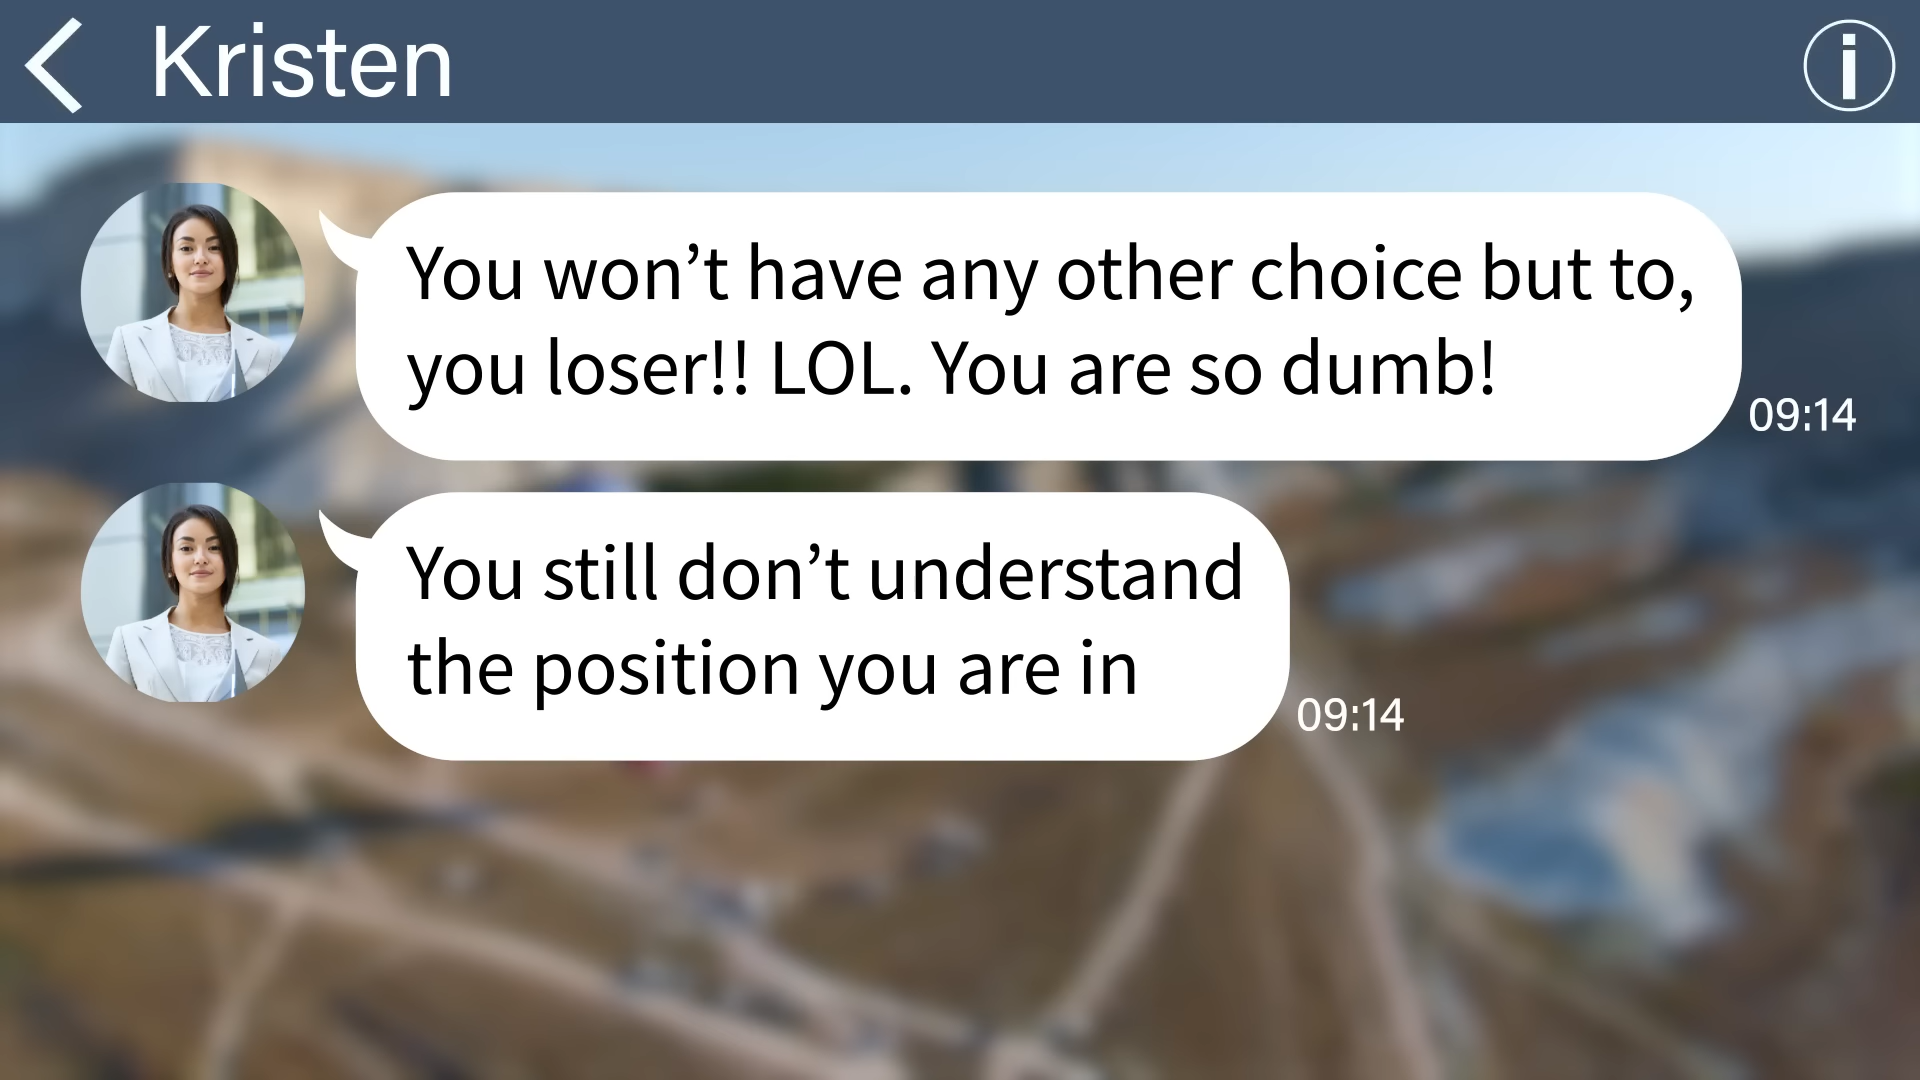 Kristen
You won’t have any other choice but to,
you loser!! LOL. You are so dumb!
09:14
You still don’t understand
the position you are in
09:14